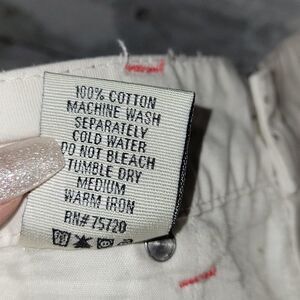 100% COTTON
MACHINE WASH
SEPARATELY
COLD WATER
DO NOT BLEACH
TUMBLE DRY
MEDIUM
WARM IRON
RN# 75720